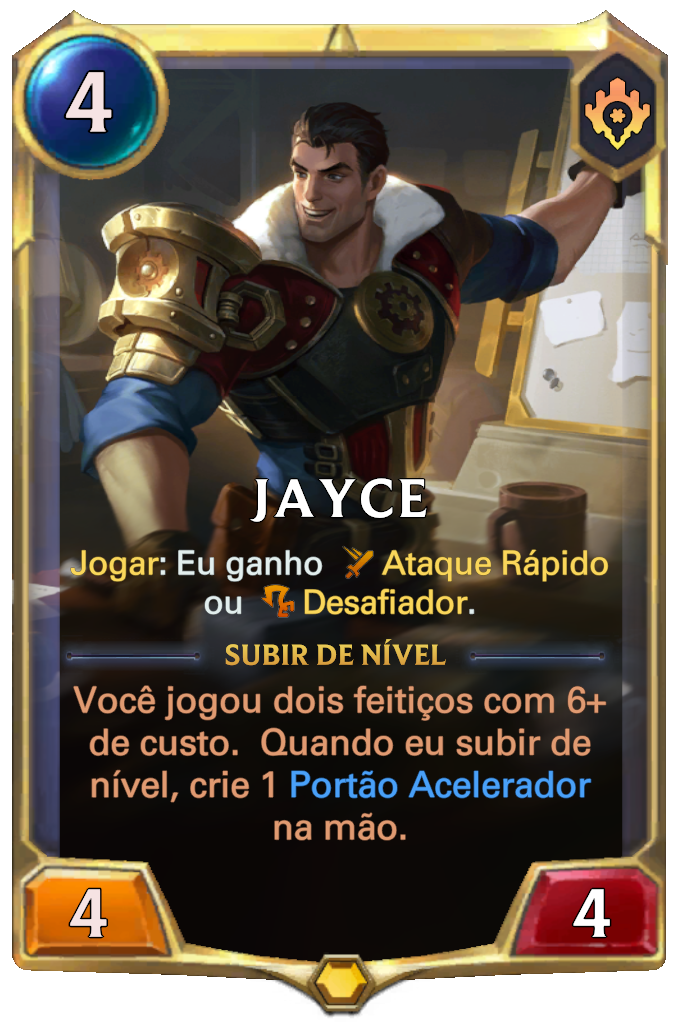 4
JAYCE
Jogar: Eu ganho Ataque Rápido
ou Desafiador.
SUBIR DE NÍVEL
Você jogou dois feitiços com 6+
de custo. Quando eu subir de
nível, crie 1 Portão Acelerador
na mão.
4
4